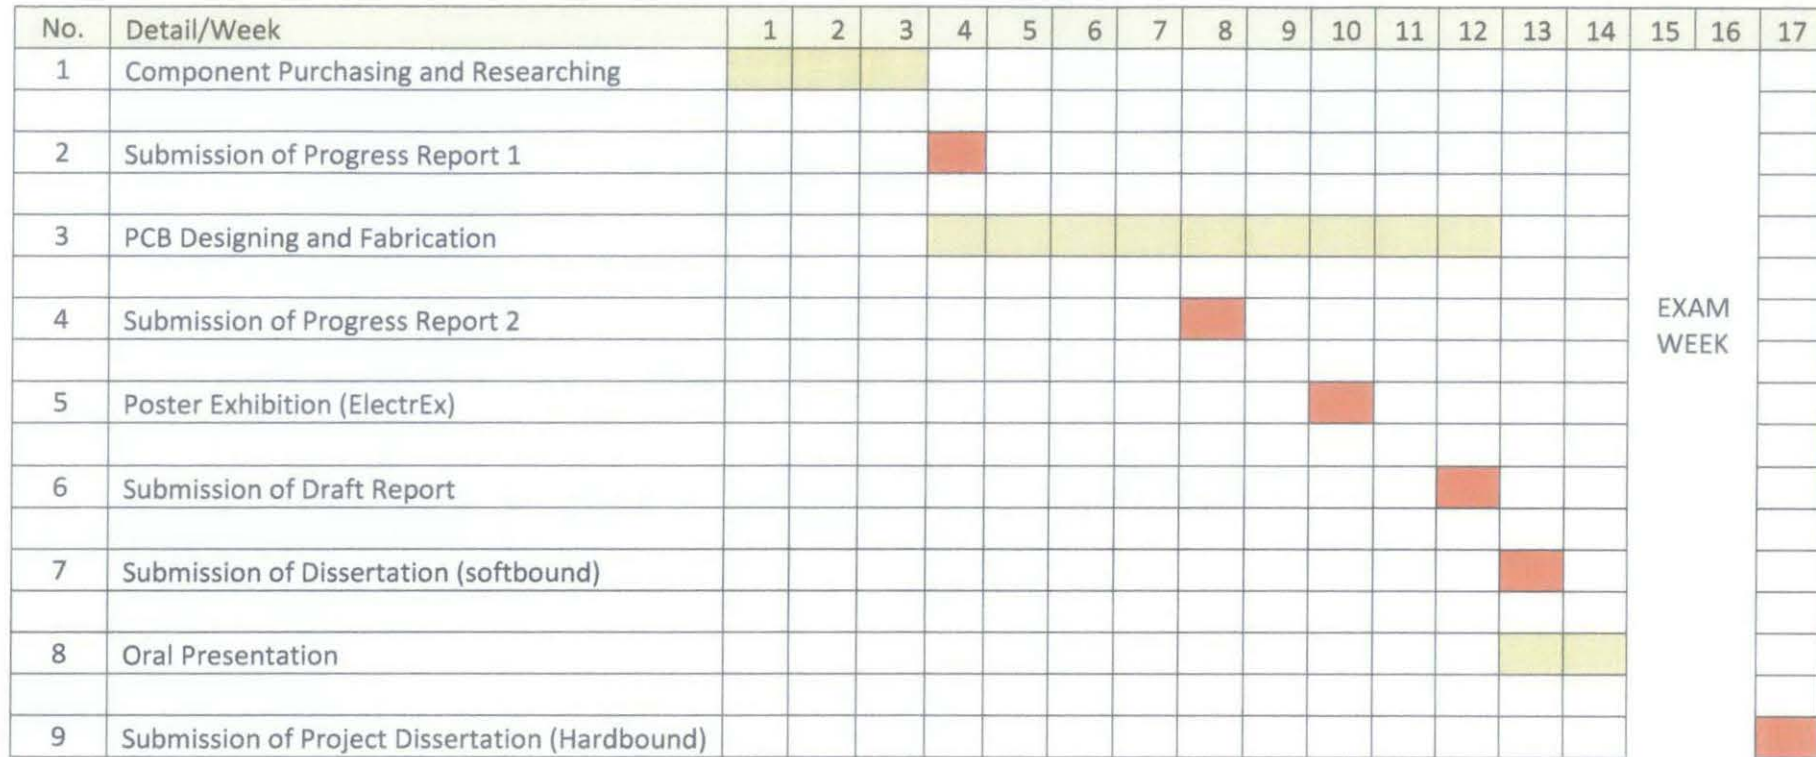 No. Detail/Week 1 2 3 4 5 6 7 8 9 10 11 12 13 14 15 16 17
1 Component Purchasing and Researching
2 Submission of Progress Report 1
3 PCB Designing and Fabrication
4 Submission of Progress Report 2
EXAM
WEEK
5 Poster Exhibition (ElectrEx)
6 Submission of Draft Report
7 Submission of Dissertation (softbound)
8 Oral Presentation
9 Submission of Project Dissertation (Hardbound)